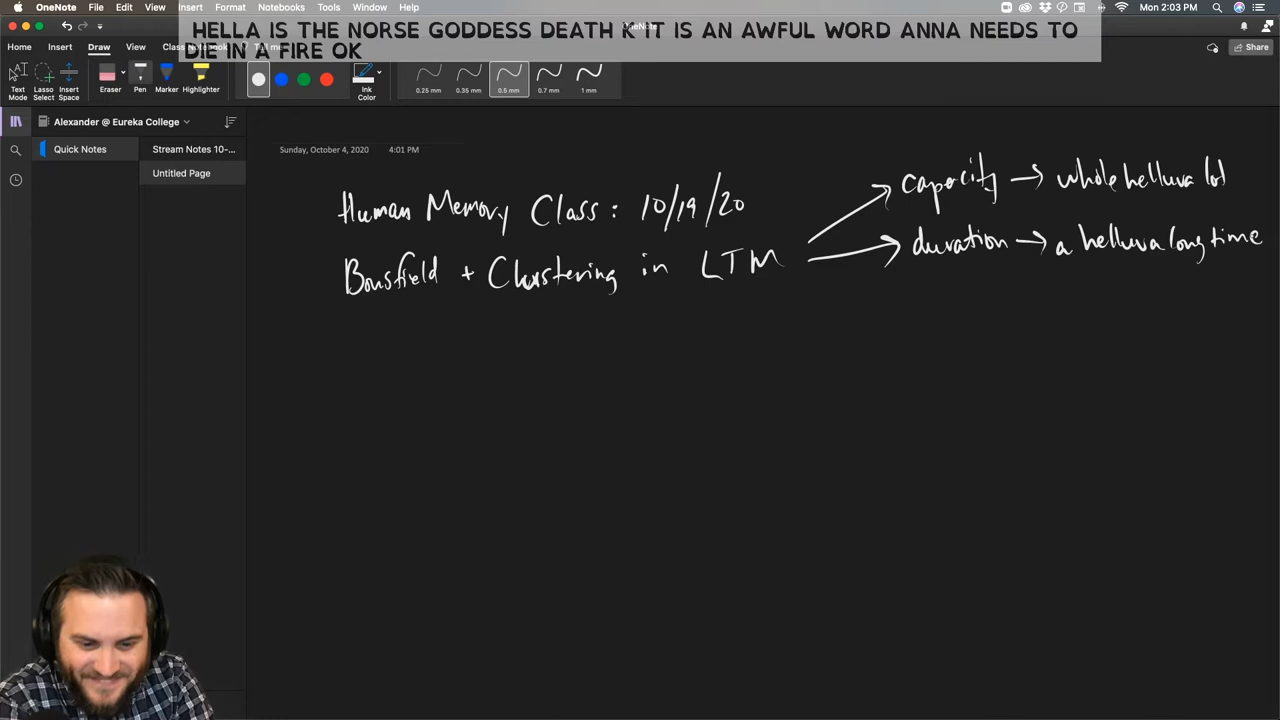 OneNote File Edit View Insert Format Notebooks Tools Window Help Mon 2:03 PM
HELLA IS THE NORSE GODDESS DEATH K IT IS AN AWFUL WORD ANNA NEEDS TO
DIE IN A FIRE OK
Home Insert Draw View Class Notebook Tell me Share
Text Mode
Lasso Select
Insert Space
Eraser
Pen
Marker
Highlighter
Ink Color
0.25 mm
0.35 mm
0.5 mm
0.7 mm
1 mm
Alexander @ Eureka College
Quick Notes
Stream Notes 10-...
Untitled Page
Sunday, October 4, 2020 4:01 PM
Human Memory Class: 10/19/20
Bousfield + Clustering in LTM
capacity → whole helluva lot
duration → a helluva long time